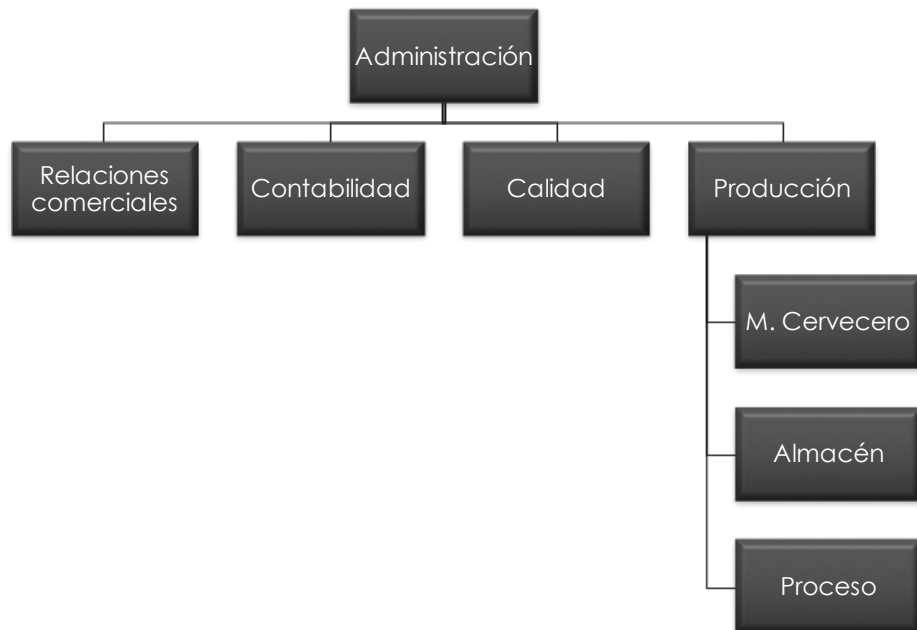 Administración
Relaciones
comerciales
Contabilidad
Calidad
Producción
M. Cervecero
Almacén
Proceso